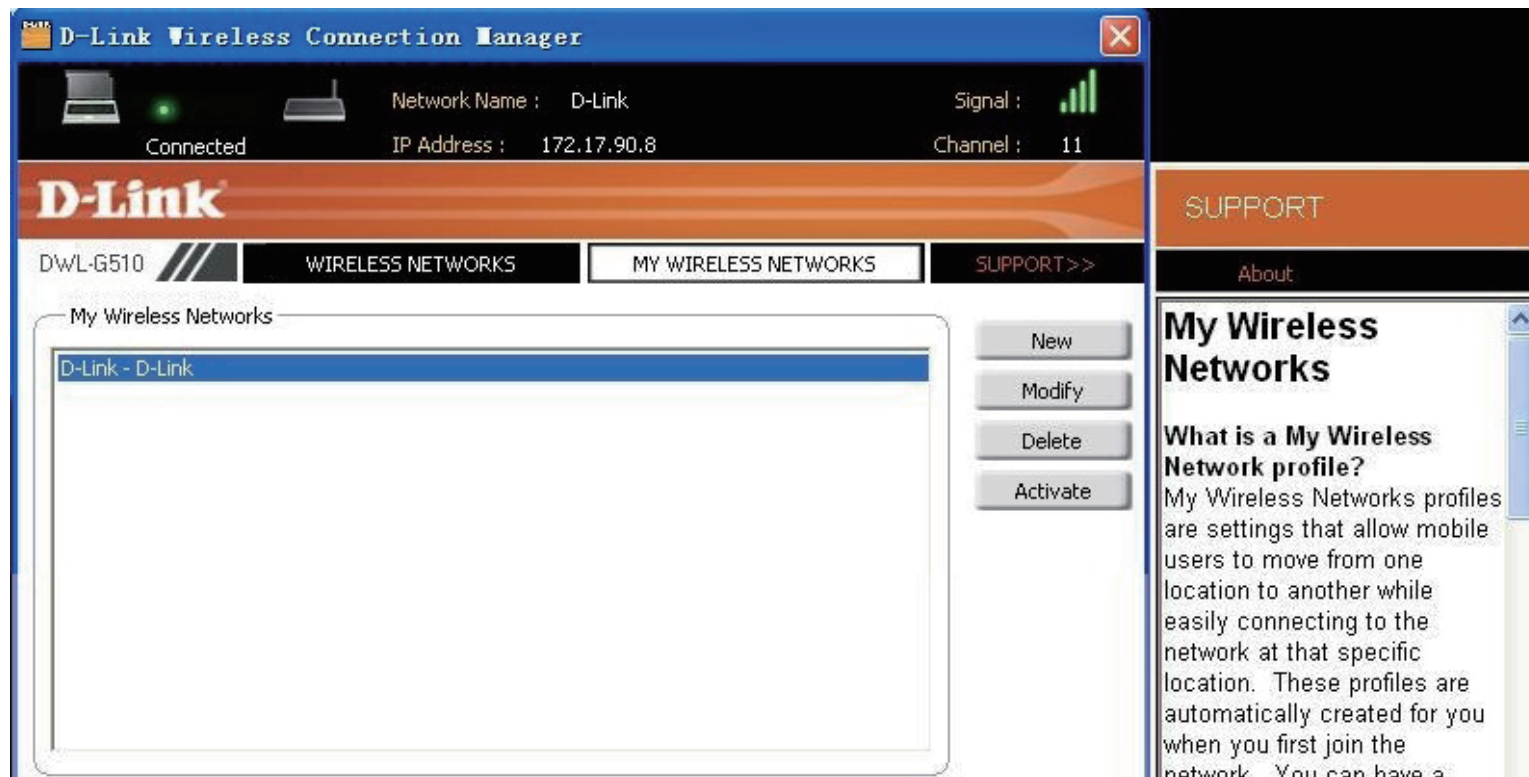 D-Link Wireless Connection Manager
Network Name : D-Link
Signal :
Connected
IP Address : 172.17.90.8
Channel : 11
D-Link
DWL-G510
WIRELESS NETWORKS
MY WIRELESS NETWORKS
SUPPORT>>
My Wireless Networks
D-Link - D-Link
New
Modify
Delete
Activate
SUPPORT
About
My Wireless
Networks
What is a My Wireless
Network profile?
My Wireless Networks profiles
are settings that allow mobile
users to move from one
location to another while
easily connecting to the
network at that specific
location. These profiles are
automatically created for you
when you first join the
network. You can have a